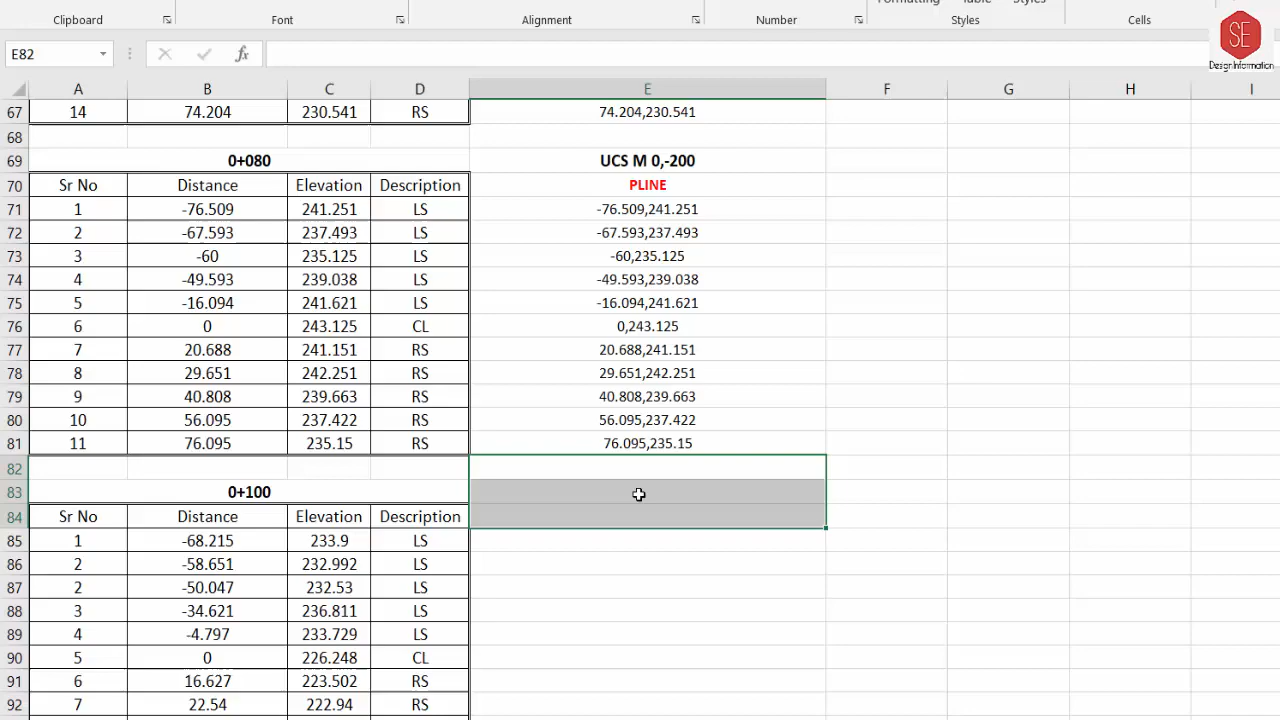 Formatting Table Styles
Clipboard Font Alignment Number Styles Cells
SE
Design Information
E82 fx
A B C D E F G H I
67 14 74.204 230.541 RS 74.204,230.541
68
69 0+080 UCS M 0,-200
70 Sr No Distance Elevation Description PLINE
71 1 -76.509 241.251 LS -76.509,241.251
72 2 -67.593 237.493 LS -67.593,237.493
73 3 -60 235.125 LS -60,235.125
74 4 -49.593 239.038 LS -49.593,239.038
75 5 -16.094 241.621 LS -16.094,241.621
76 6 0 243.125 CL 0,243.125
77 7 20.688 241.151 RS 20.688,241.151
78 8 29.651 242.251 RS 29.651,242.251
79 9 40.808 239.663 RS 40.808,239.663
80 10 56.095 237.422 RS 56.095,237.422
81 11 76.095 235.15 RS 76.095,235.15
82
83 0+100
84 Sr No Distance Elevation Description
85 1 -68.215 233.9 LS
86 2 -58.651 232.992 LS
87 2 -50.047 232.53 LS
88 3 -34.621 236.811 LS
89 4 -4.797 233.729 LS
90 5 0 226.248 CL
91 6 16.627 223.502 RS
92 7 22.54 222.94 RS